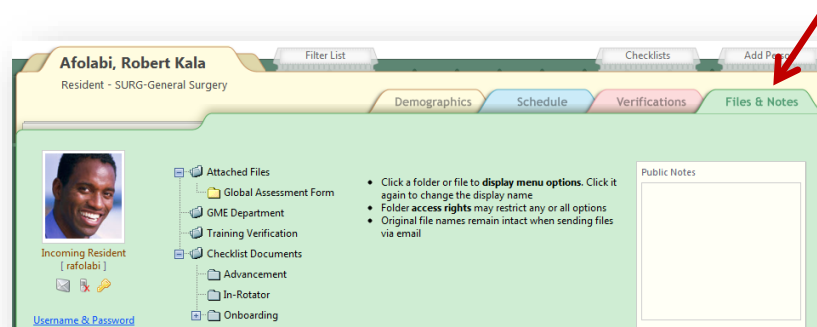 Afolabi, Robert Kala
Filter List
Checklists
Add Perso
Resident - SURG-General Surgery
Demographics
Schedule
Verifications
Files & Notes
Attached Files
Global Assessment Form
GME Department
Training Verification
Checklist Documents
Advancement
In-Rotator
Onboarding
• Click a folder or file to display menu options. Click it
again to change the display name
• Folder access rights may restrict any or all options
• Original file names remain intact when sending files
via email
Public Notes
Incoming Resident
[ rafolabi ]
Username & Password